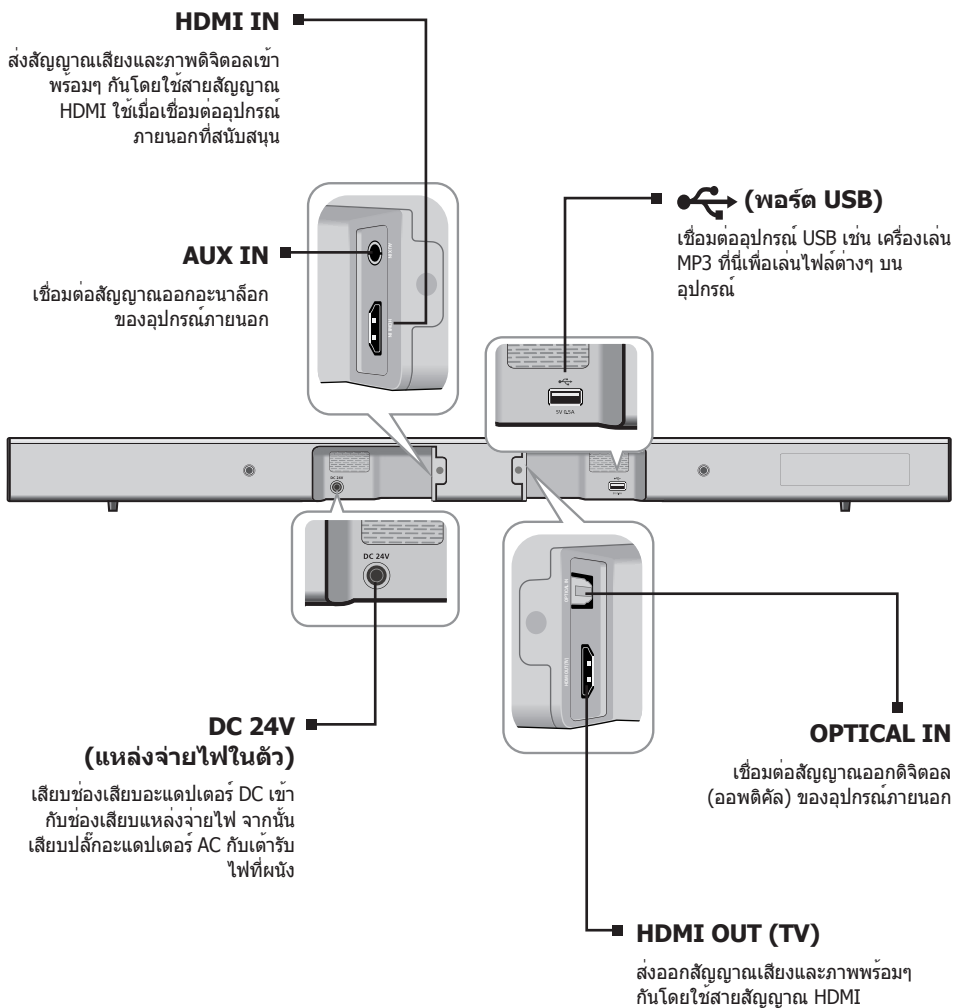 HDMI IN
ส่งสัญญาณเสียงและภาพดิจิตอลเข้า
พร้อมๆ กันโดยใช้สายสัญญาณ
HDMI ใช้เมื่อเชื่อมต่ออุปกรณ์
ภายนอกที่สนับสนุน
AUX IN
เชื่อมต่อสัญญาณออกอะนาล็อก
ของอุปกรณ์ภายนอก
(พอร์ต USB)
เชื่อมต่ออุปกรณ์ USB เช่น เครื่องเล่น
MP3 ที่นี่เพื่อเล่นไฟล์ต่างๆ บน
อุปกรณ์
5V 0.5A
DC 24V
DC 24V
OPTICAL IN
HDMI OUT (TV)
DC 24V
(แหล่งจ่ายไฟในตัว)
เสียบช่องเสียบอะแดปเตอร์ DC เข้า
กับช่องเสียบแหล่งจ่ายไฟ จากนั้น
เสียบปลั๊กอะแดปเตอร์ AC กับเต้ารับ
ไฟที่ผนัง
OPTICAL IN
เชื่อมต่อสัญญาณออกดิจิตอล
(ออพติคัล) ของอุปกรณ์ภายนอก
HDMI OUT (TV)
ส่งออกสัญญาณเสียงและภาพพร้อมๆ
กันโดยใช้สายสัญญาณ HDMI